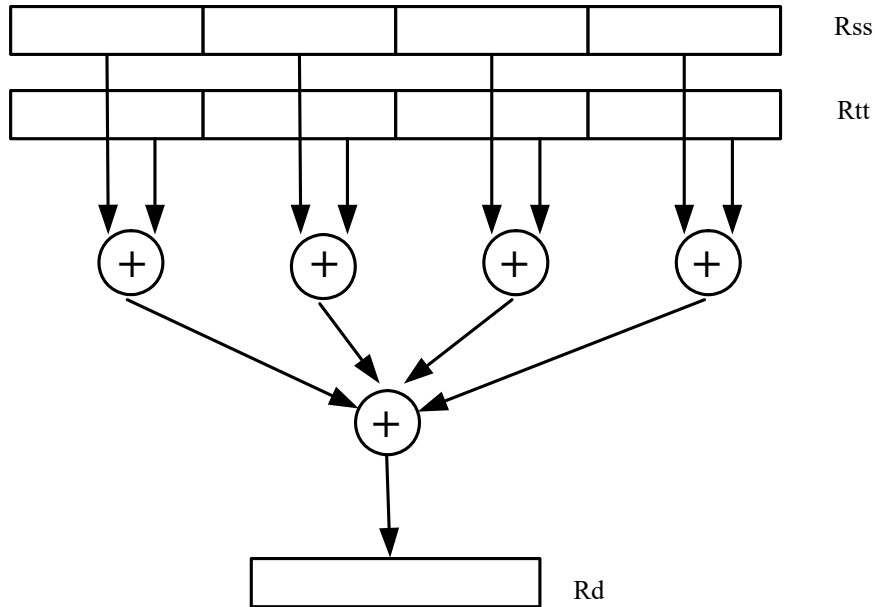 Rss
Rtt
+ + + +
+
Rd